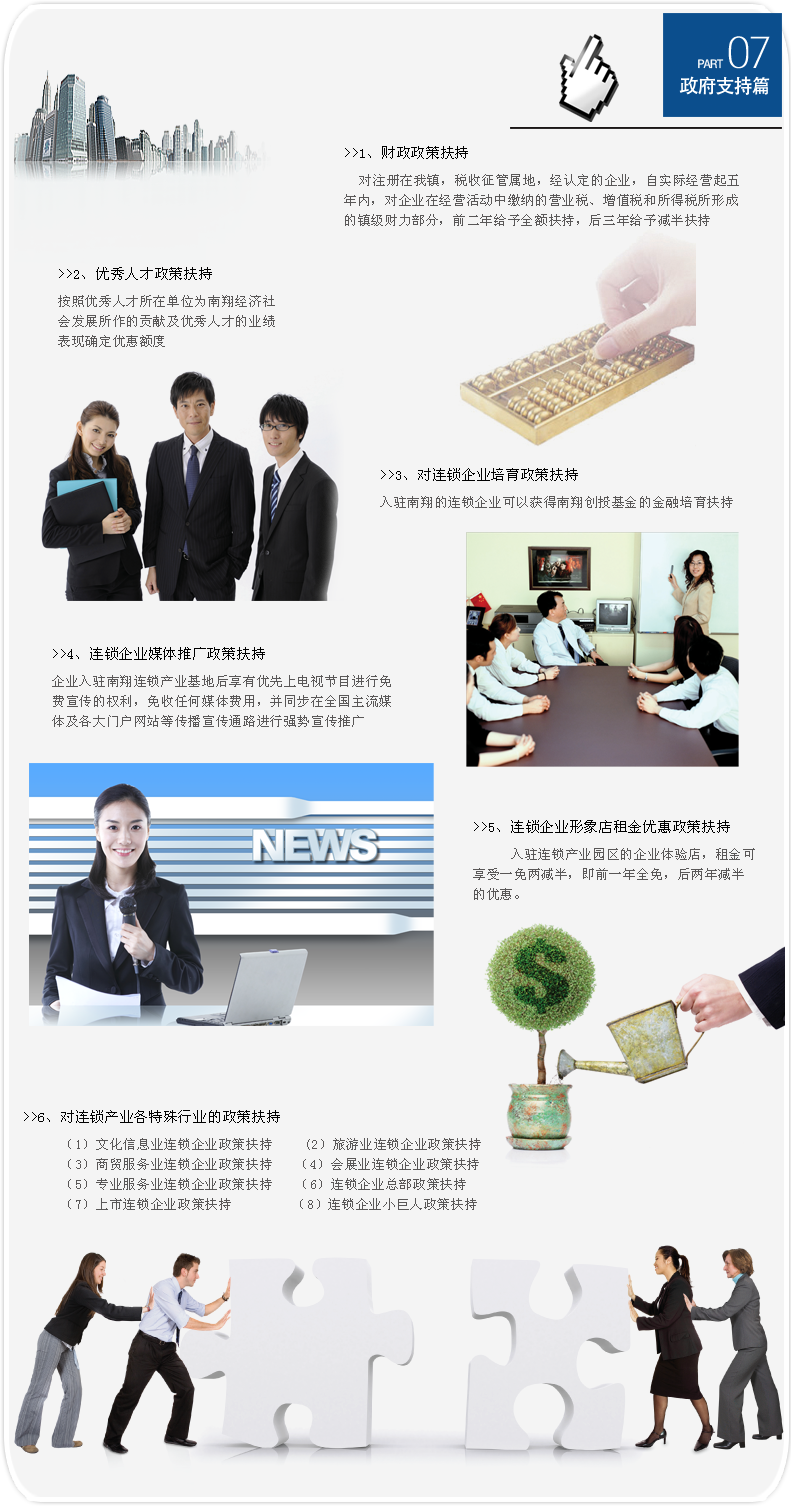 PART 07
政府支持篇
>>1、财政政策扶持
对注册在我镇，税收征管属地，经认定的企业，自实际经营起五
年内，对企业在经营活动中缴纳的营业税、增值税和所得税所形成
的镇级财力部分，前二年给予全额扶持，后三年给予减半扶持
>>2、优秀人才政策扶持
按照优秀人才所在单位为南翔经济社
会发展所作的贡献及优秀人才的业绩
表现确定优惠额度
>>3、对连锁企业培育政策扶持
入驻南翔的连锁企业可以获得南翔创投基金的金融培育扶持
>>4、连锁企业媒体推广政策扶持
企业入驻南翔连锁产业基地后享有优先上电视节目进行免
费宣传的权利，免收任何媒体费用，并同步在全国主流媒
体及各大门户网站等传播宣传通路进行强势宣传推广
NEWS
>>5、连锁企业形象店租金优惠政策扶持
入驻连锁产业园区的企业体验店，租金可
享受一免两减半，即前一年全免，后两年减半
的优惠。
$
>>6、对连锁产业各特殊行业的政策扶持
（1）文化信息业连锁企业政策扶持 （2）旅游业连锁企业政策扶持
（3）商贸服务业连锁企业政策扶持 （4）会展业连锁企业政策扶持
（5）专业服务业连锁企业政策扶持 （6）连锁企业总部政策扶持
（7）上市连锁企业政策扶持 （8）连锁企业小巨人政策扶持